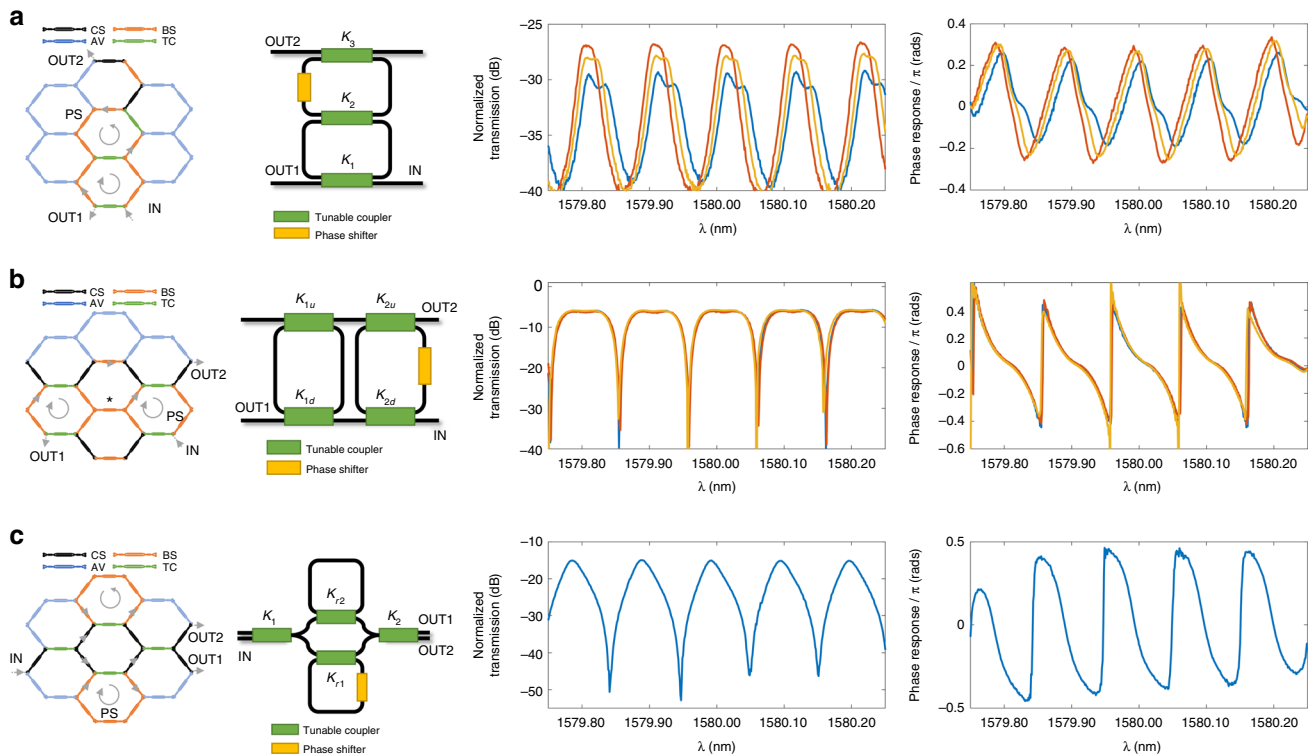 a
CS BS
AV TC
OUT2
PS
IN
OUT1
OUT2
K3
K2
K1
OUT1 IN
Tunable coupler
Phase shifter
Normalized
transmission (dB)
–25
–30
–35
–40
1579.80 1579.90 1580.00 1580.10 1580.20
λ (nm)
Phase response / π (rads)
0.4
0.2
0
–0.2
–0.4
1579.80 1579.90 1580.00 1580.10 1580.20
λ (nm)
b
CS BS
AV TC
OUT2
*
PS
IN
OUT1
K1u K2u
OUT2
OUT1
K1d K2d
IN
Tunable coupler
Phase shifter
Normalized
transmission (dB)
0
–10
–20
–30
–40
1579.80 1579.90 1580.00 1580.10 1580.20
λ (nm)
Phase response / π (rads)
0.4
0.2
0
–0.2
–0.4
–0.6
1579.80 1579.90 1580.00 1580.10 1580.20
λ (nm)
c
CS BS
AV TC
OUT2
IN OUT1
PS
Kr2
K1 K2 OUT1
IN OUT2
Kr1
Tunable coupler
Phase shifter
Normalized
transmission (dB)
–10
–20
–30
–40
–50
1579.80 1579.90 1580.00 1580.10 1580.20
λ (nm)
Phase response / π (rads)
0.5
0
–0.5
1579.80 1579.90 1580.00 1580.10 1580.20
λ (nm)